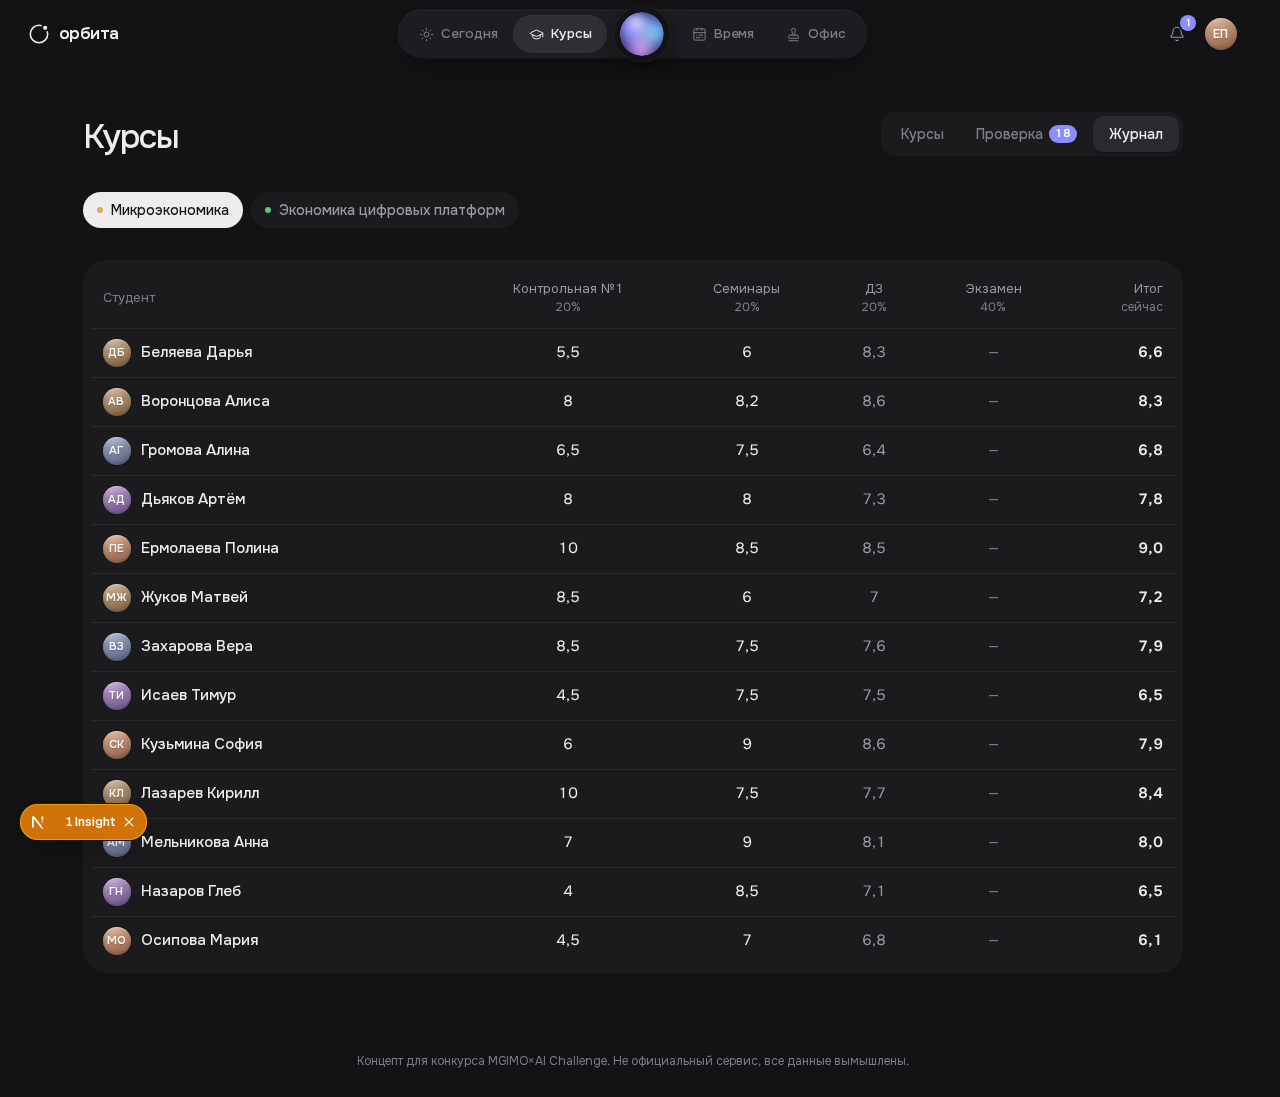 орбита
Сегодня Курсы Время Офис
1
ЕП
Курсы
Курсы Проверка 18 Журнал
Микроэкономика Экономика цифровых платформ
Студент Контрольная №1 20% Семинары 20% ДЗ 20% Экзамен 40% Итог сейчас
ДБ Беляева Дарья 5,5 6 8,3 — 6,6
АВ Воронцова Алиса 8 8,2 8,6 — 8,3
АГ Громова Алина 6,5 7,5 6,4 — 6,8
АД Дьяков Артём 8 8 7,3 — 7,8
ПЕ Ермолаева Полина 10 8,5 8,5 — 9,0
МЖ Жуков Матвей 8,5 6 7 — 7,2
ВЗ Захарова Вера 8,5 7,5 7,6 — 7,9
ТИ Исаев Тимур 4,5 7,5 7,5 — 6,5
СК Кузьмина София 6 9 8,6 — 7,9
КЛ Лазарев Кирилл 10 7,5 7,7 — 8,4
1 Insight
АМ Мельникова Анна 7 9 8,1 — 8,0
ГН Назаров Глеб 4 8,5 7,1 — 6,5
МО Осипова Мария 4,5 7 6,8 — 6,1
Концепт для конкурса MGIMO×AI Challenge. Не официальный сервис, все данные вымышлены.